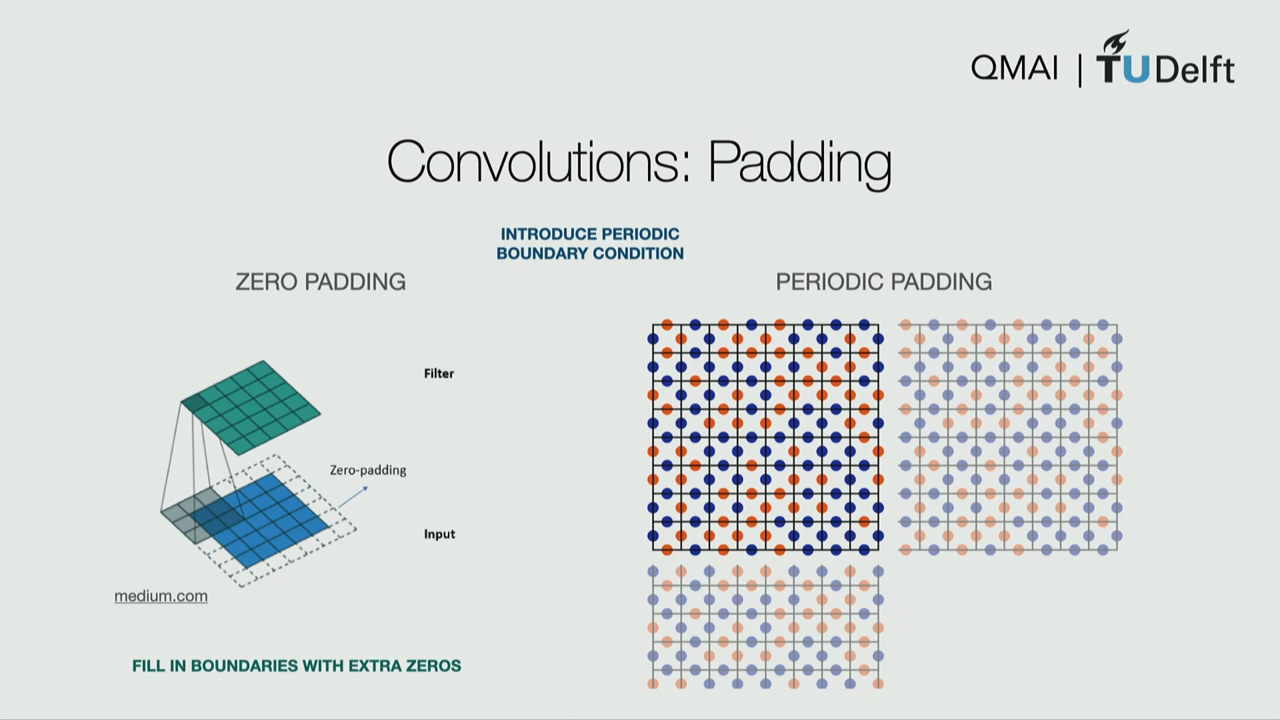 QMAI | TUDelft
Convolutions: Padding
INTRODUCE PERIODIC
BOUNDARY CONDITION
ZERO PADDING
PERIODIC PADDING
Filter
Zero-padding
Input
medium.com
FILL IN BOUNDARIES WITH EXTRA ZEROS